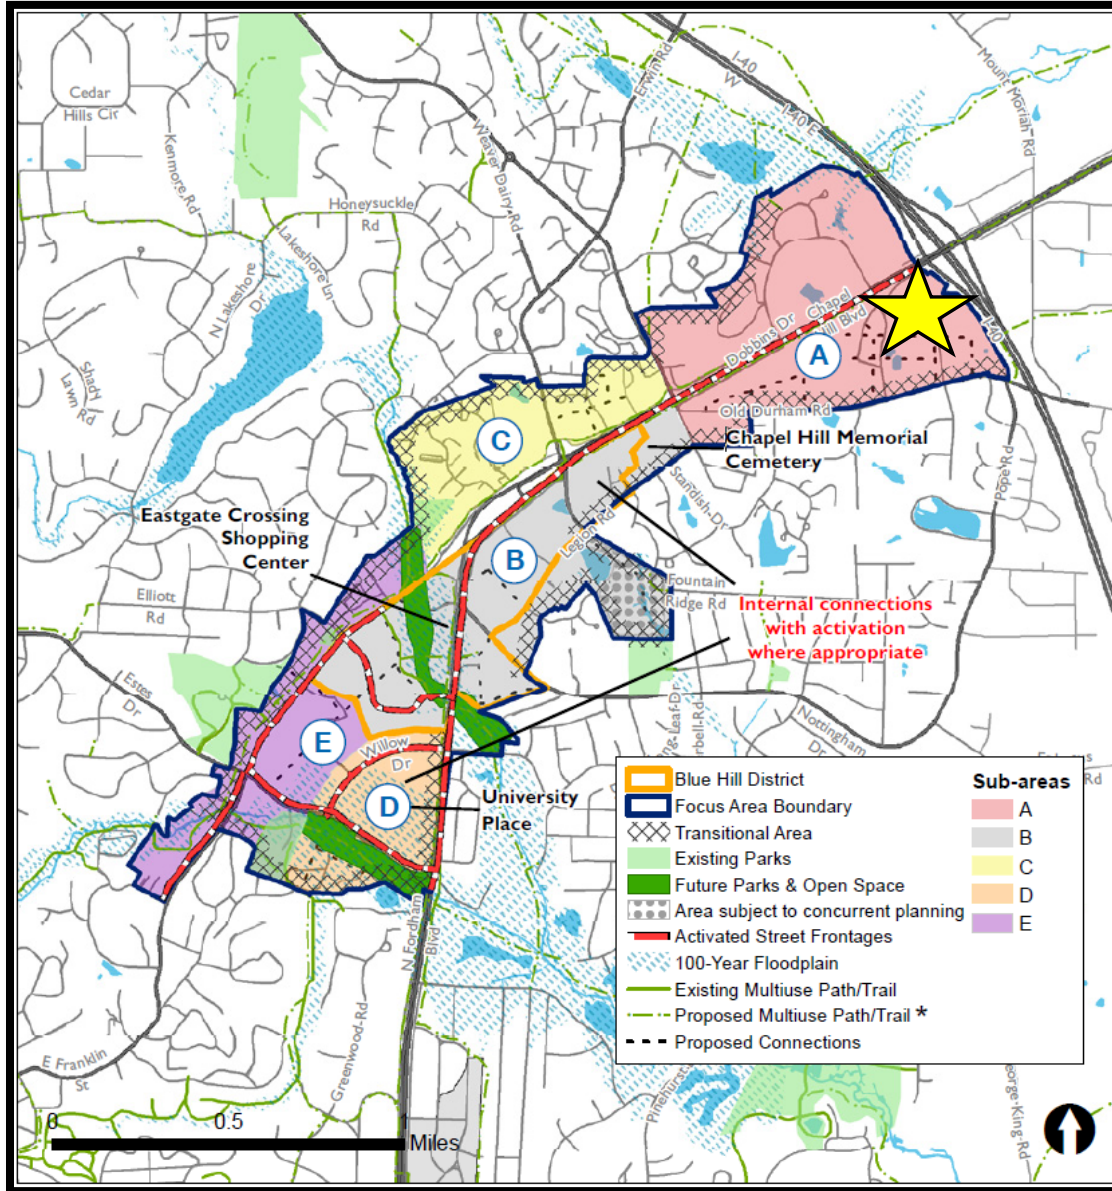 I-40
W
I-40 E
Mount Moriah Rd
Erwin Rd
Cedar
Hills Cir
Kenmore Rd
Weaver Dairy Rd
Honeysuckle
Rd
Lakeshore Ln
N Lakeshore
Dr
Shady
Lawn Rd
Dobbins Dr
Chapel
Hill Blvd
I-40
A
Old Durham Rd
C
Chapel Hill Memorial
Cemetery
Standish Dr
Pope Rd
Eastgate Crossing
Shopping
Center
Legion Rd
B
Fountain
Ridge Rd
Elliott
Rd
Internal connections
with activation
where appropriate
Estes
Dr
Nottingham
Dr
E
Willow
Dr
D
University
Place
N Fordham
Blvd
Greenwood-Rd
E Franklin
St
Blue Hill District
Focus Area Boundary
Transitional Area
Existing Parks
Future Parks & Open Space
Area subject to concurrent planning
Activated Street Frontages
100-Year Floodplain
Existing Multiuse Path/Trail
Proposed Multiuse Path/Trail *
Proposed Connections
Sub-areas
A
B
C
D
E
0 0.5 1
Miles